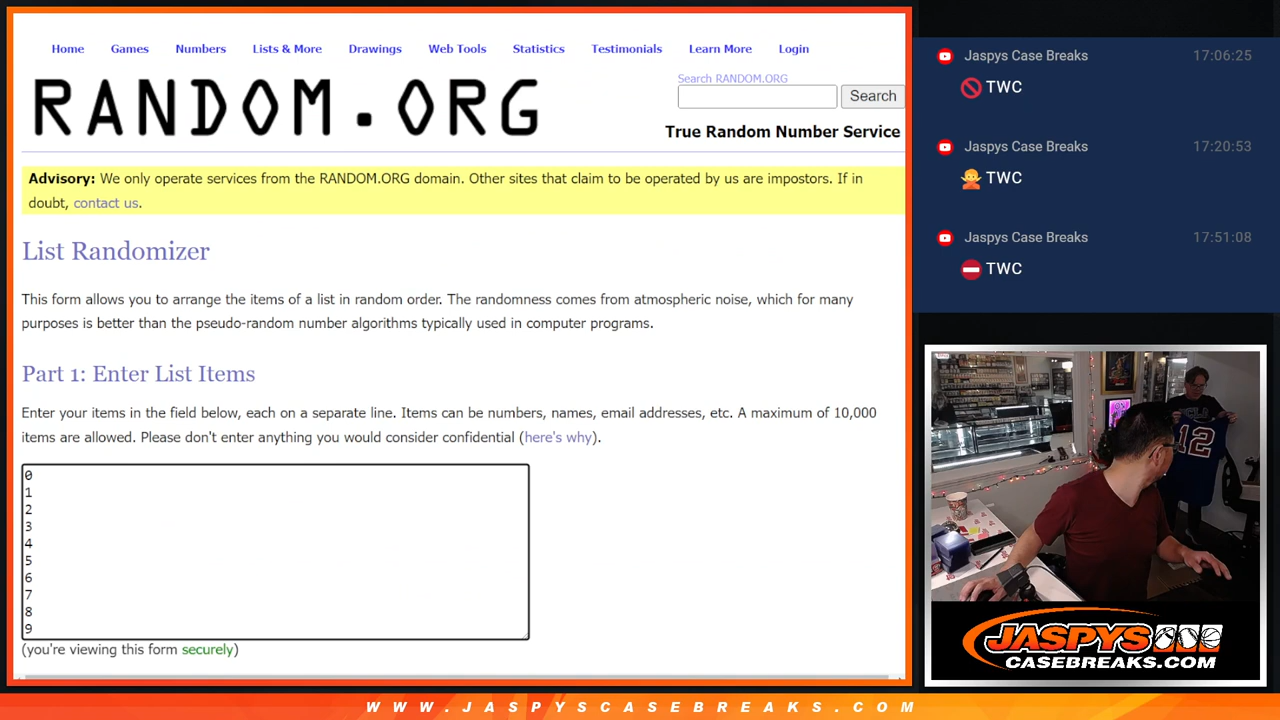 Home Games Numbers Lists & More Drawings Web Tools Statistics Testimonials Learn More Login
RANDOM.ORG
Search RANDOM.ORG
Search
True Random Number Service
Advisory: We only operate services from the RANDOM.ORG domain. Other sites that claim to be operated by us are impostors. If in
doubt, contact us.
List Randomizer
This form allows you to arrange the items of a list in random order. The randomness comes from atmospheric noise, which for many
purposes is better than the pseudo-random number algorithms typically used in computer programs.
Part 1: Enter List Items
Enter your items in the field below, each on a separate line. Items can be numbers, names, email addresses, etc. A maximum of 10,000
items are allowed. Please don't enter anything you would consider confidential (here's why).
0
1
2
3
4
5
6
7
8
9
(you're viewing this form securely)
Jaspys Case Breaks 17:06:25
TWC
Jaspys Case Breaks 17:20:53
TWC
Jaspys Case Breaks 17:51:08
TWC
12
JASPYS
CASEBREAKS.COM
WWW.JASPYSCASEBREAKS.COM